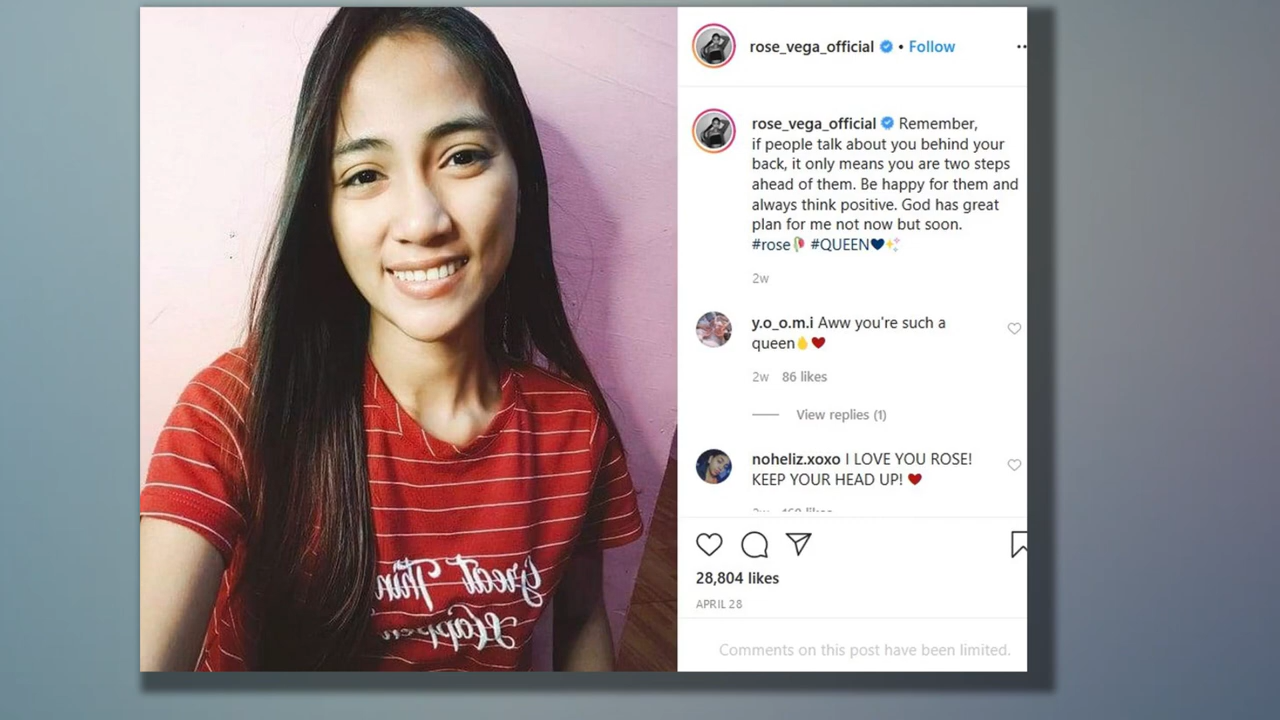 rose_vega_official • Follow
rose_vega_official Remember,
if people talk about you behind your
back, it only means you are two steps
ahead of them. Be happy for them and
always think positive. God has great
plan for me not now but soon.
#rose🥀 #QUEEN🖤✨
2w
y.o_o.m.i Aww you're such a
queen✋❤️
2w 86 likes
View replies (1)
noheliz.xoxo I LOVE YOU ROSE!
KEEP YOUR HEAD UP! ❤️
28,804 likes
APRIL 28
Comments on this post have been limited.
Great Thin
Happen